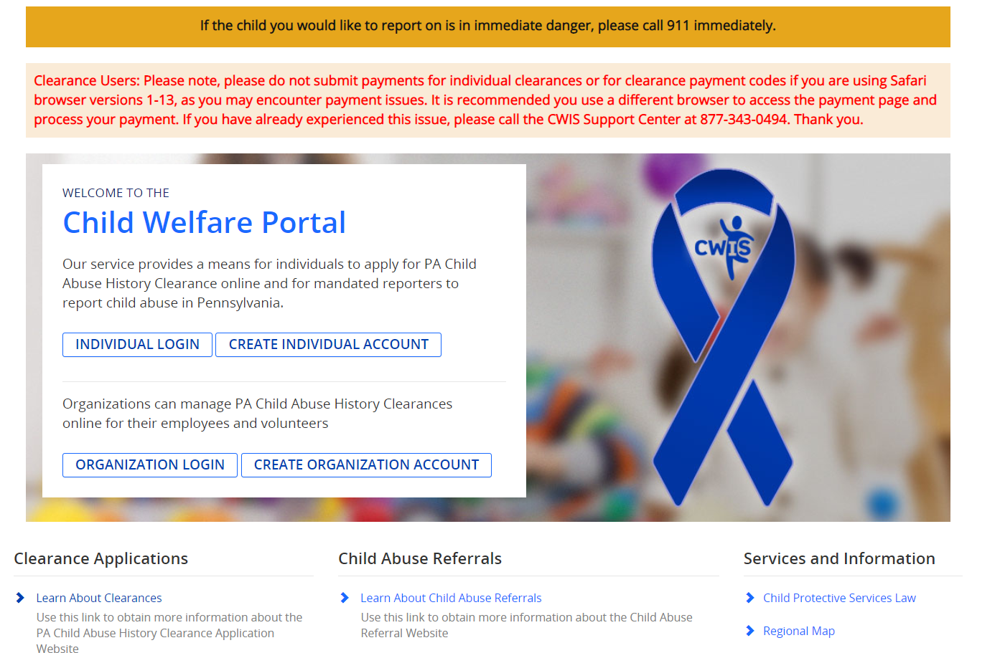 If the child you would like to report on is in immediate danger, please call 911 immediately.
Clearance Users: Please note, please do not submit payments for individual clearances or for clearance payment codes if you are using Safari
browser versions 1-13, as you may encounter payment issues. It is recommended you use a different browser to access the payment page and
process your payment. If you have already experienced this issue, please call the CWIS Support Center at 877-343-0494. Thank you.
WELCOME TO THE
Child Welfare Portal
Our service provides a means for individuals to apply for PA Child
Abuse History Clearance online and for mandated reporters to
report child abuse in Pennsylvania.
INDIVIDUAL LOGIN CREATE INDIVIDUAL ACCOUNT
Organizations can manage PA Child Abuse History Clearances
online for their employees and volunteers
ORGANIZATION LOGIN CREATE ORGANIZATION ACCOUNT
CWIS
Clearance Applications
Learn About Clearances
Use this link to obtain more information about the
PA Child Abuse History Clearance Application
Website
Child Abuse Referrals
Learn About Child Abuse Referrals
Use this link to obtain more information about the Child Abuse
Referral Website
Services and Information
Child Protective Services Law
Regional Map